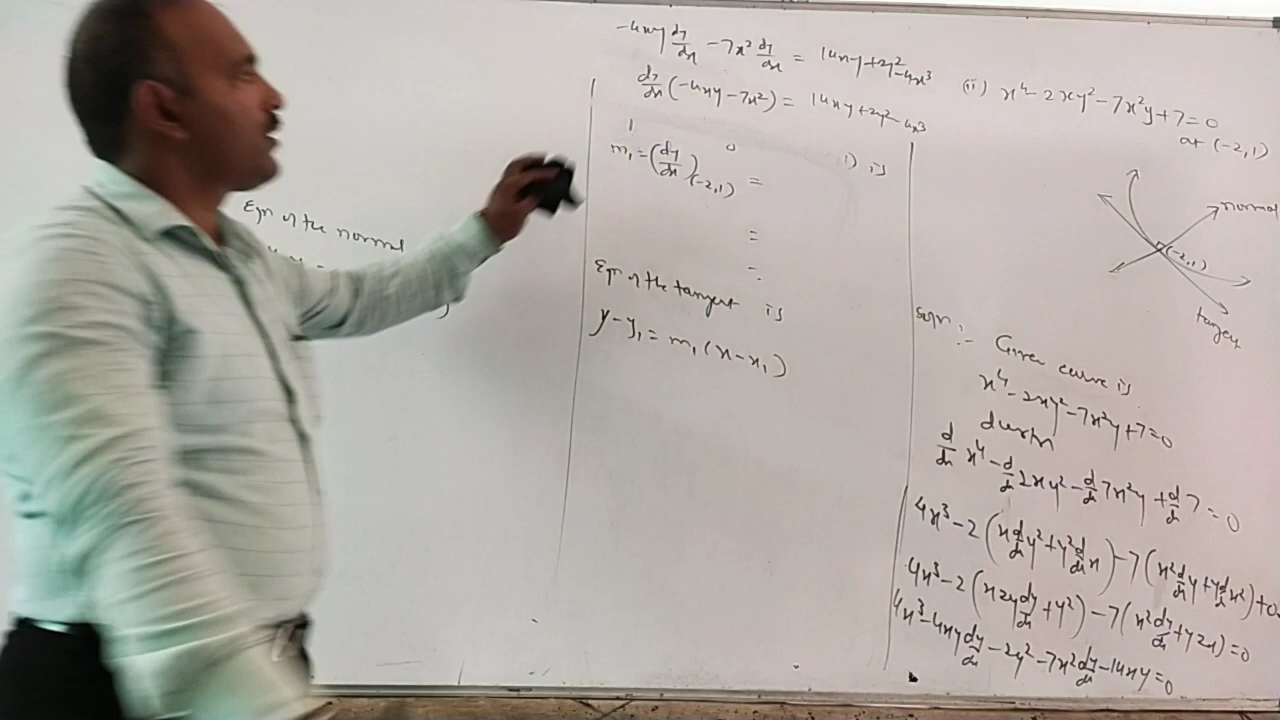 (ii) x⁴ - 2xy² - 7x²y + 7 = 0
at (-2,1)
normal
(-2,1)
Soln :-
Given curve is
x⁴ - 2xy² - 7x²y + 7 = 0
d w r to x
d/dx x⁴ - d/dx 2xy² - d/dx 7x²y + d/dx 7 = 0
4x³ - 2 (x d/dx y² + y² d/dx x) - 7 (x² d/dx y + y d/dx x²) + 0
4x³ - 2 (x 2y dy/dx + y²) - 7 (x² dy/dx + y 2x) = 0
4x³ - 4xy dy/dx - 2y² - 7x² dy/dx - 14xy = 0
-4xy dy/dx - 7x² dy/dx = 14xy + 2y² - 4x³
dy/dx (-4xy - 7x²) = 14xy + 2y² - 4x³
m₁ = (dy/dx)(-2,1) =
is
=
Eqn of the tangent is
y - y₁ = m₁ (x - x₁)
Eqn of the normal